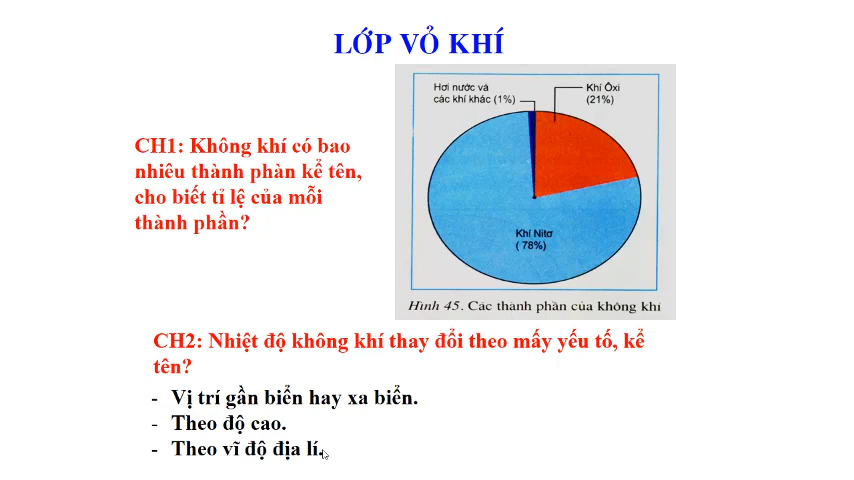 LỚP VỎ KHÍ
Hơi nước và
các khí khác (1%)
Khí Ôxi
(21%)
CH1: Không khí có bao
nhiêu thành phàn kể tên,
cho biết tỉ lệ của mỗi
thành phần?
Khí Nitơ
( 78%)
Hình 45. Các thành phần của không khí
CH2: Nhiệt độ không khí thay đổi theo mấy yếu tố, kể
tên?
- Vị trí gần biển hay xa biển.
- Theo độ cao.
- Theo vĩ độ địa lí.